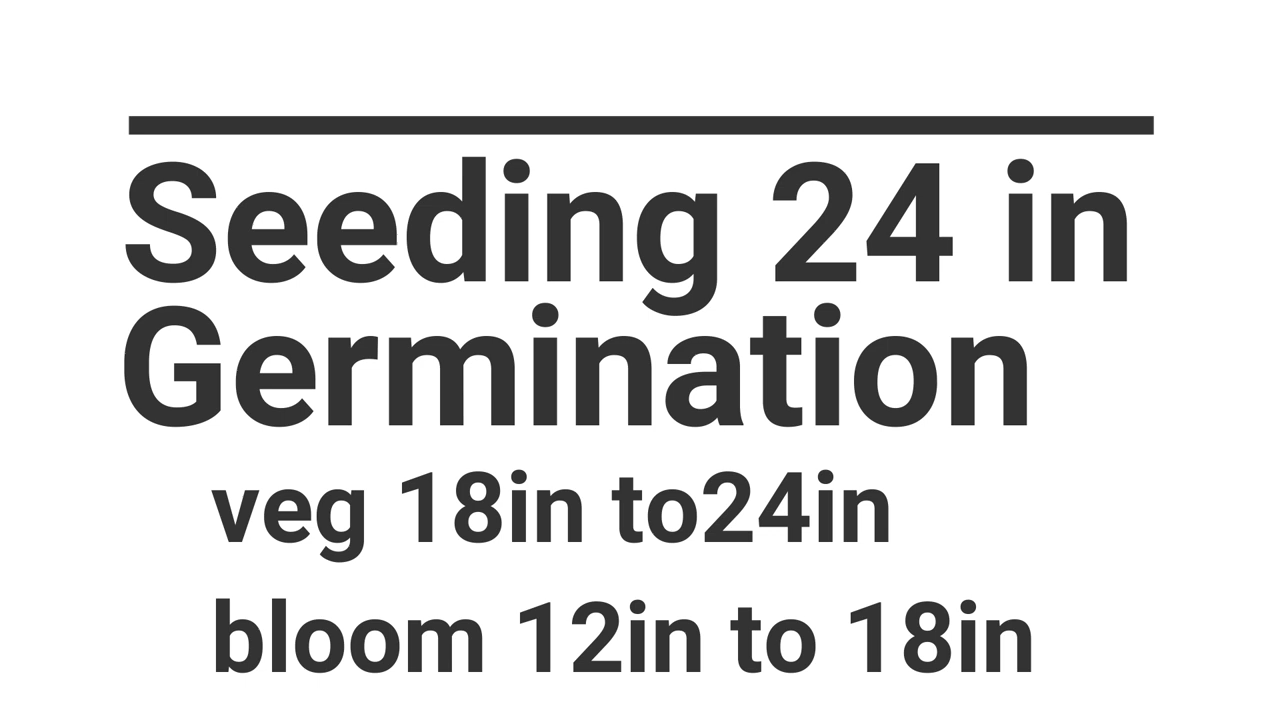 Seeding 24 in
Germination
veg 18in to24in
bloom 12in to 18in